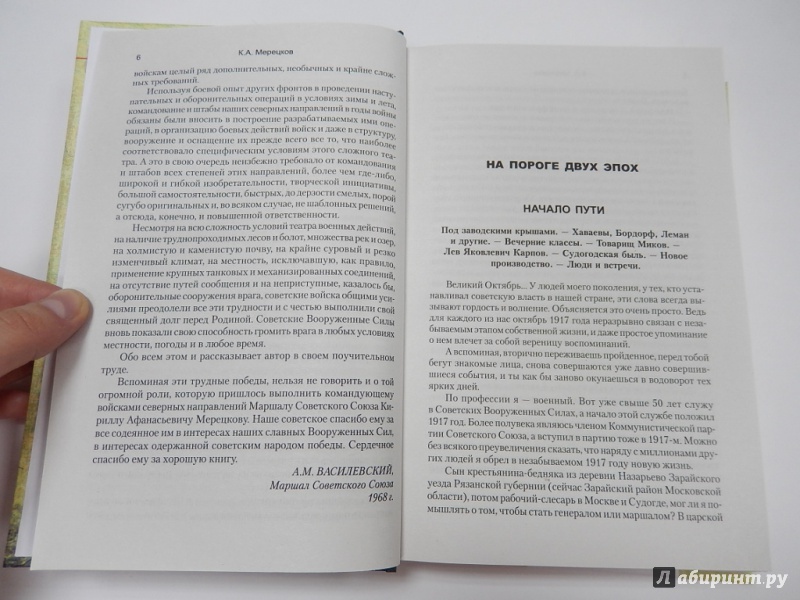 6
К.А. Мерецков
войскам целый ряд дополнительных, необычных и крайне слож-
ных требований.
Используя боевой опыт других фронтов в проведении насту-
пательных и оборонительных операций в условиях зимы и лета,
командование и штабы наших северных направлений в годы войны
обязаны были вносить в построение разрабатываемых ими опе-
раций, в организацию боевых действий войск и даже в структуру,
вооружение и оснащение их прежде всего все то, что наиболее
соответствовало специфическим условиям этого сложного теа-
тра. А это в свою очередь неизбежно требовало от командования
и штабов всех степеней этих направлений, более чем где-либо,
широкой и гибкой изобретательности, творческой инициативы,
большой самостоятельности, быстрых, до дерзости смелых, порой
сугубо оригинальных и, во всяком случае, не шаблонных решений,
а отсюда, конечно, и повышенной ответственности.
Несмотря на всю сложность условий театра военных действий,
на наличие труднопроходимых лесов и болот, множества рек и озер,
на холмистую и каменистую почву, на крайне суровый и резко
изменчивый климат, на местность, исключавшую, как правило,
применение крупных танковых и механизированных соединений,
на отсутствие путей сообщения и на неприступные, казалось бы,
оборонительные сооружения врага, советские войска общими уси-
лиями преодолели все эти трудности и с честью выполнили свой
священный долг перед Родиной. Советские Вооруженные Силы
вновь показали свою способность громить врага в любых условиях
местности, погоды и в любое время.
Обо всем этом и рассказывает автор в своем поучительном
труде.
Вспоминая эти трудные победы, нельзя не говорить и о той
огромной роли, которую пришлось выполнить командующему
войсками северных направлений Маршалу Советского Союза Ки-
риллу Афанасьевичу Мерецкову. Наше советское спасибо ему за
все содеянное им в интересах наших славных Вооруженных Сил,
в интересах одержанной советским народом победы. Сердечное
спасибо ему за хорошую книгу.
А.М. ВАСИЛЕВСКИЙ,
Маршал Советского Союза
1968 г.
НА ПОРОГЕ ДВУХ ЭПОХ
НАЧАЛО ПУТИ
Под заводскими крышами. — Хаваевы, Бордорф, Леман
и другие. — Вечерние классы. — Товарищ Миков. —
Лев Яковлевич Карпов. — Судогодская быль. — Новое
производство. — Люди и встречи.
Великий Октябрь... У людей моего поколения, у тех, кто уста-
навливал советскую власть в нашей стране, эти слова всегда вы-
зывают гордость и волнение. Объясняется это очень просто. Ведь
для каждого из нас октябрь 1917 года неразрывно связан с неза-
бываемым этапом собственной жизни, и даже простое упоминание
о нем влечет за собой вереницу воспоминаний.
А вспоминая, вторично переживаешь пройденное, перед тобой
встают знакомые лица, снова совершаются уже давно совершив-
шиеся события, и ты как бы заново окунаешься в водоворот тех
ярких дней.
По профессии я — военный. Вот уже свыше 50 лет служу
в Советских Вооруженных Силах, а начало этой службе положил
1917 год. Более полувека являюсь членом Коммунистической пар-
тии Советского Союза, а вступил в партию тоже в 1917-м. Можно
без всякого преувеличения сказать, что наряду с миллионами дру-
гих людей я обрел в незабываемом 1917 году новую жизнь.
Сын крестьянина-бедняка из деревни Назарьево Зарайского
уезда Рязанской губернии (сейчас Зарайский район Московской
области), потом рабочий-слесарь в Москве и Судогде, мог ли я по-
мышлять о том, чтобы стать генералом или маршалом? В царской
Лабиринт.ру